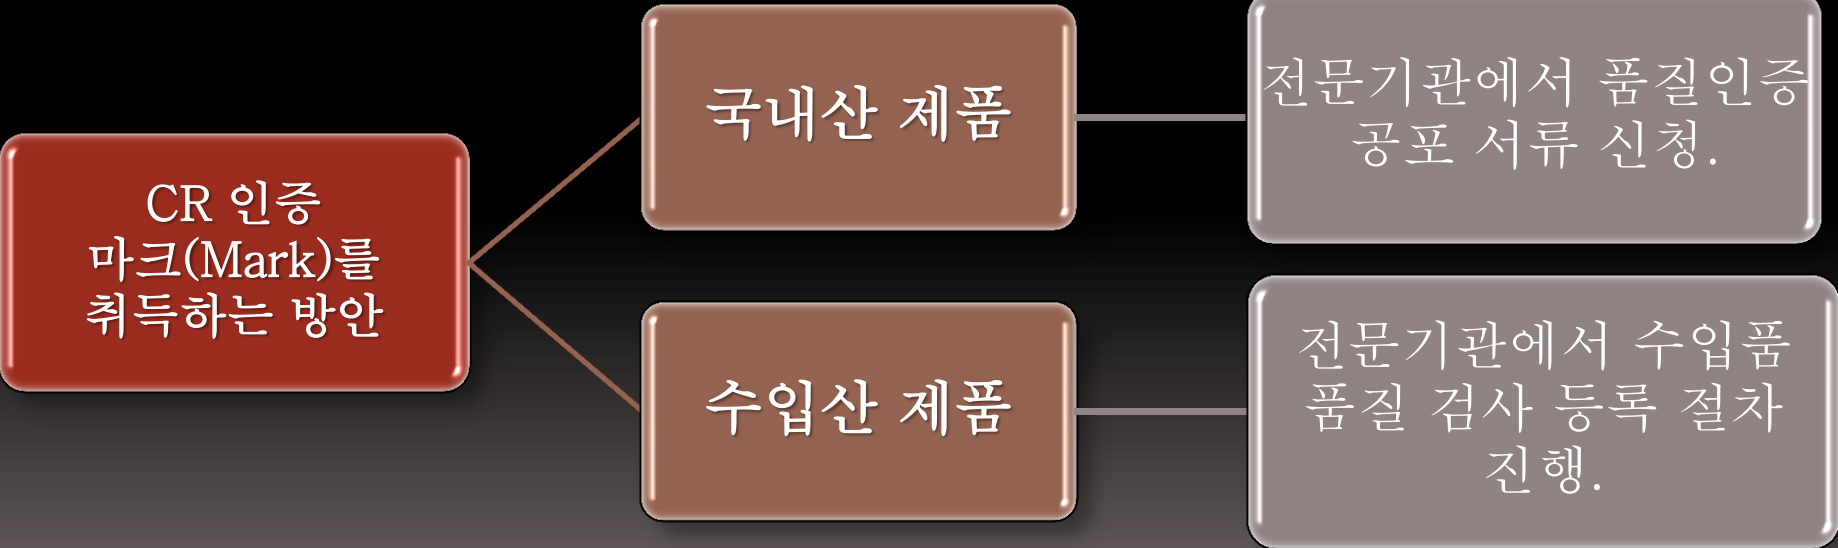 CR 인증
마크(Mark)를
취득하는 방안
국내산 제품
전문기관에서 품질인증
공포 서류 신청.
수입산 제품
전문기관에서 수입품
품질 검사 등록 절차
진행.